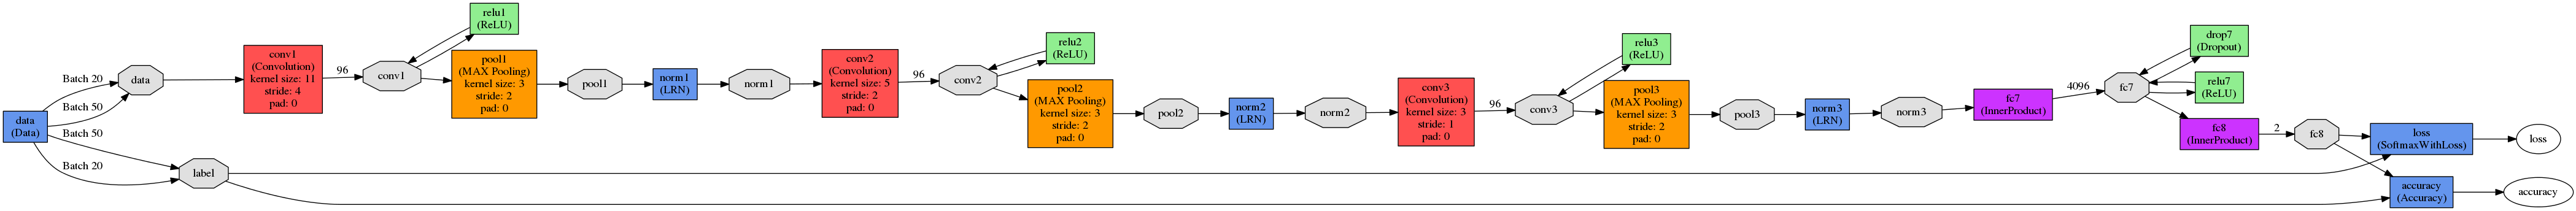 data
(Data)
Batch 20
Batch 50
Batch 50
Batch 20
data
label
conv1
(Convolution)
kernel size: 11
stride: 4
pad: 0
96
conv1
relu1
(ReLU)
pool1
(MAX Pooling)
kernel size: 3
stride: 2
pad: 0
pool1
norm1
(LRN)
norm1
conv2
(Convolution)
kernel size: 5
stride: 2
pad: 0
96
conv2
relu2
(ReLU)
pool2
(MAX Pooling)
kernel size: 3
stride: 2
pad: 0
pool2
norm2
(LRN)
norm2
conv3
(Convolution)
kernel size: 3
stride: 1
pad: 0
96
conv3
relu3
(ReLU)
pool3
(MAX Pooling)
kernel size: 3
stride: 2
pad: 0
pool3
norm3
(LRN)
norm3
fc7
(InnerProduct)
4096
fc7
drop7
(Dropout)
relu7
(ReLU)
fc8
(InnerProduct)
2
fc8
loss
(SoftmaxWithLoss)
loss
accuracy
(Accuracy)
accuracy